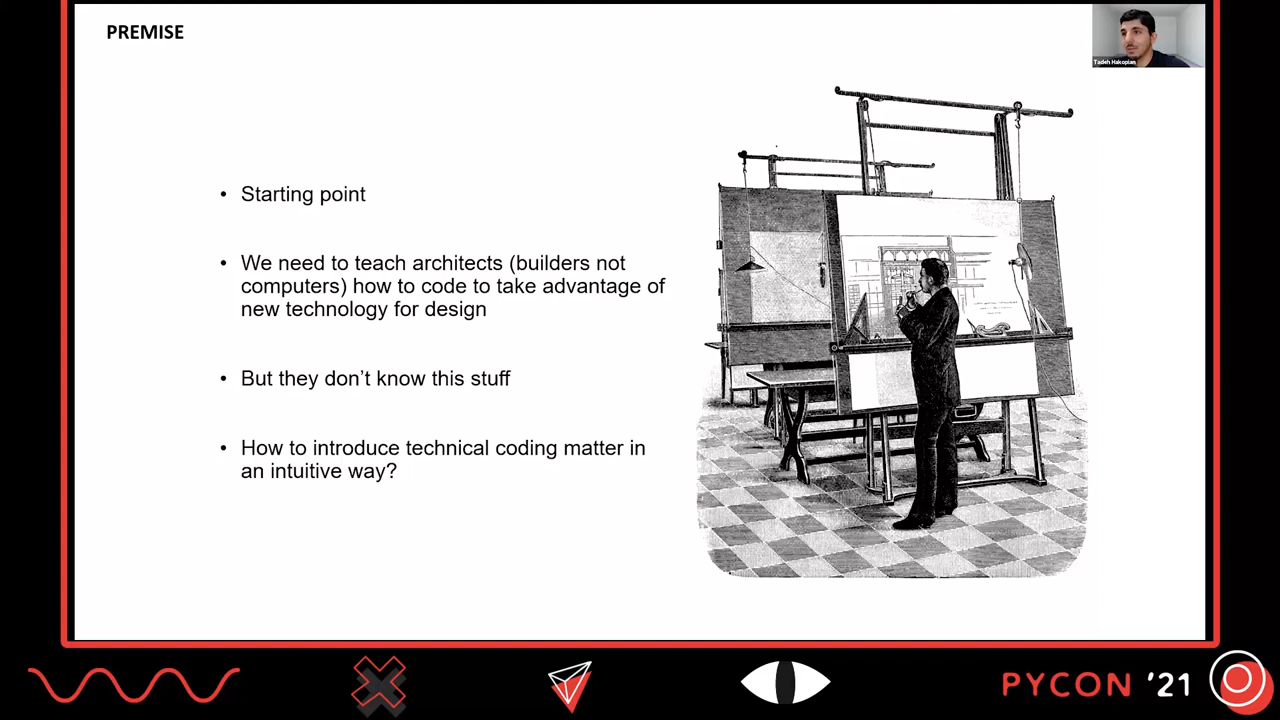 PREMISE
Tadeh Hakopian
• Starting point
• We need to teach architects (builders not
computers) how to code to take advantage of
new technology for design
• But they don’t know this stuff
• How to introduce technical coding matter in
an intuitive way?
PYCON '21